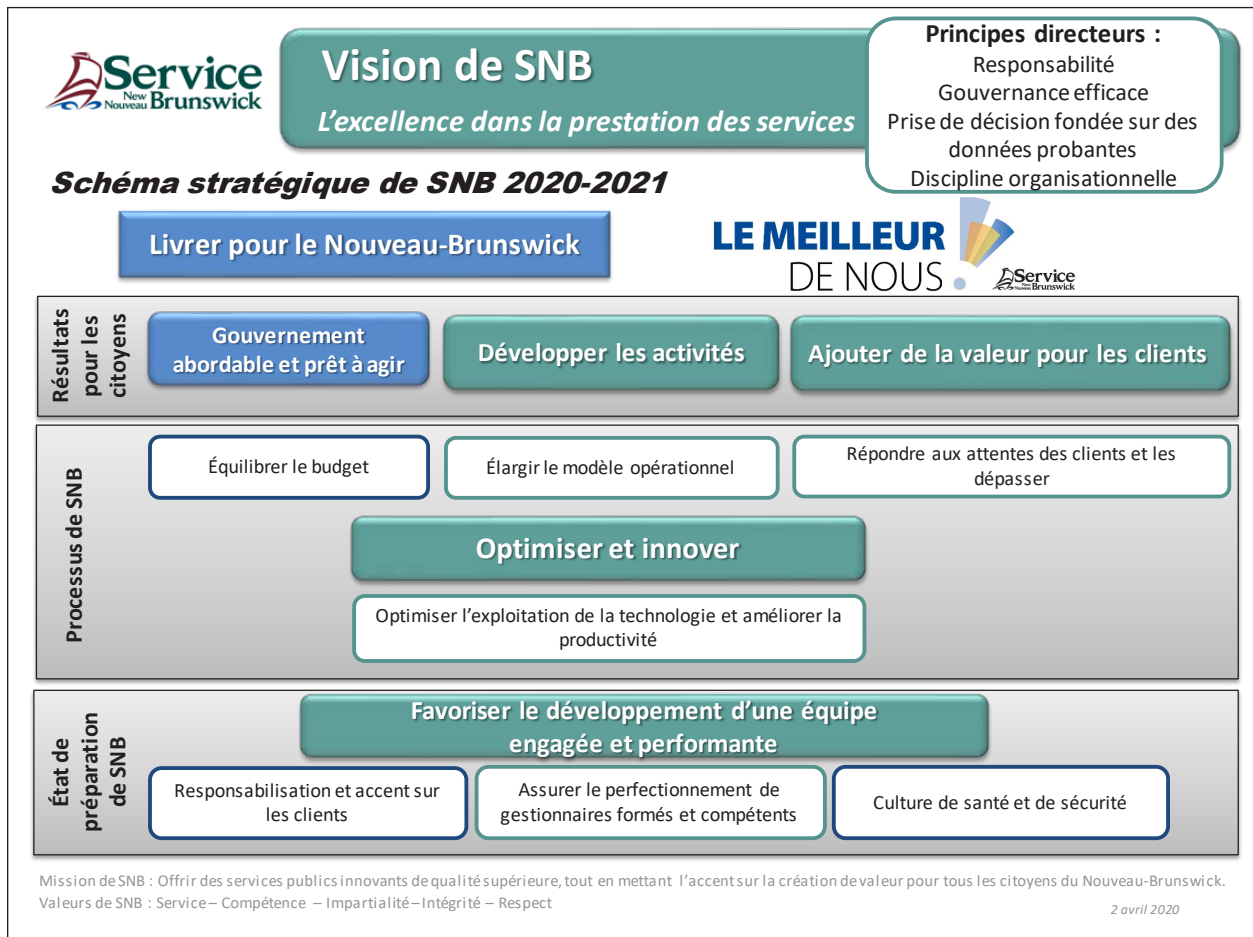 Service
New
Nouveau Brunswick
Vision de SNB
L'excellence dans la prestation des services
Principes directeurs :
Responsabilité
Gouvernance efficace
Prise de décision fondée sur des
données probantes
Discipline organisationnelle
Schéma stratégique de SNB 2020-2021
Livrer pour le Nouveau-Brunswick
LE MEILLEUR
DE NOUS
Service
New
Nouveau Brunswick
Résultats
pour les
citoyens
Gouvernement
abordable et prêt à agir
Développer les activités
Ajouter de la valeur pour les clients
Processus de SNB
Équilibrer le budget
Élargir le modèle opérationnel
Répondre aux attentes des clients et les
dépasser
Optimiser et innover
Optimiser l'exploitation de la technologie et améliorer la
productivité
État de
préparation
de SNB
Favoriser le développement d'une équipe
engagée et performante
Responsabilisation et accent sur
les clients
Assurer le perfectionnement de
gestionnaires formés et compétents
Culture de santé et de sécurité
Mission de SNB : Offrir des services publics innovants de qualité supérieure, tout en mettant l'accent sur la création de valeur pour tous les citoyens du Nouveau-Brunswick.
Valeurs de SNB : Service – Compétence – Impartialité – Intégrité – Respect
2 avril 2020